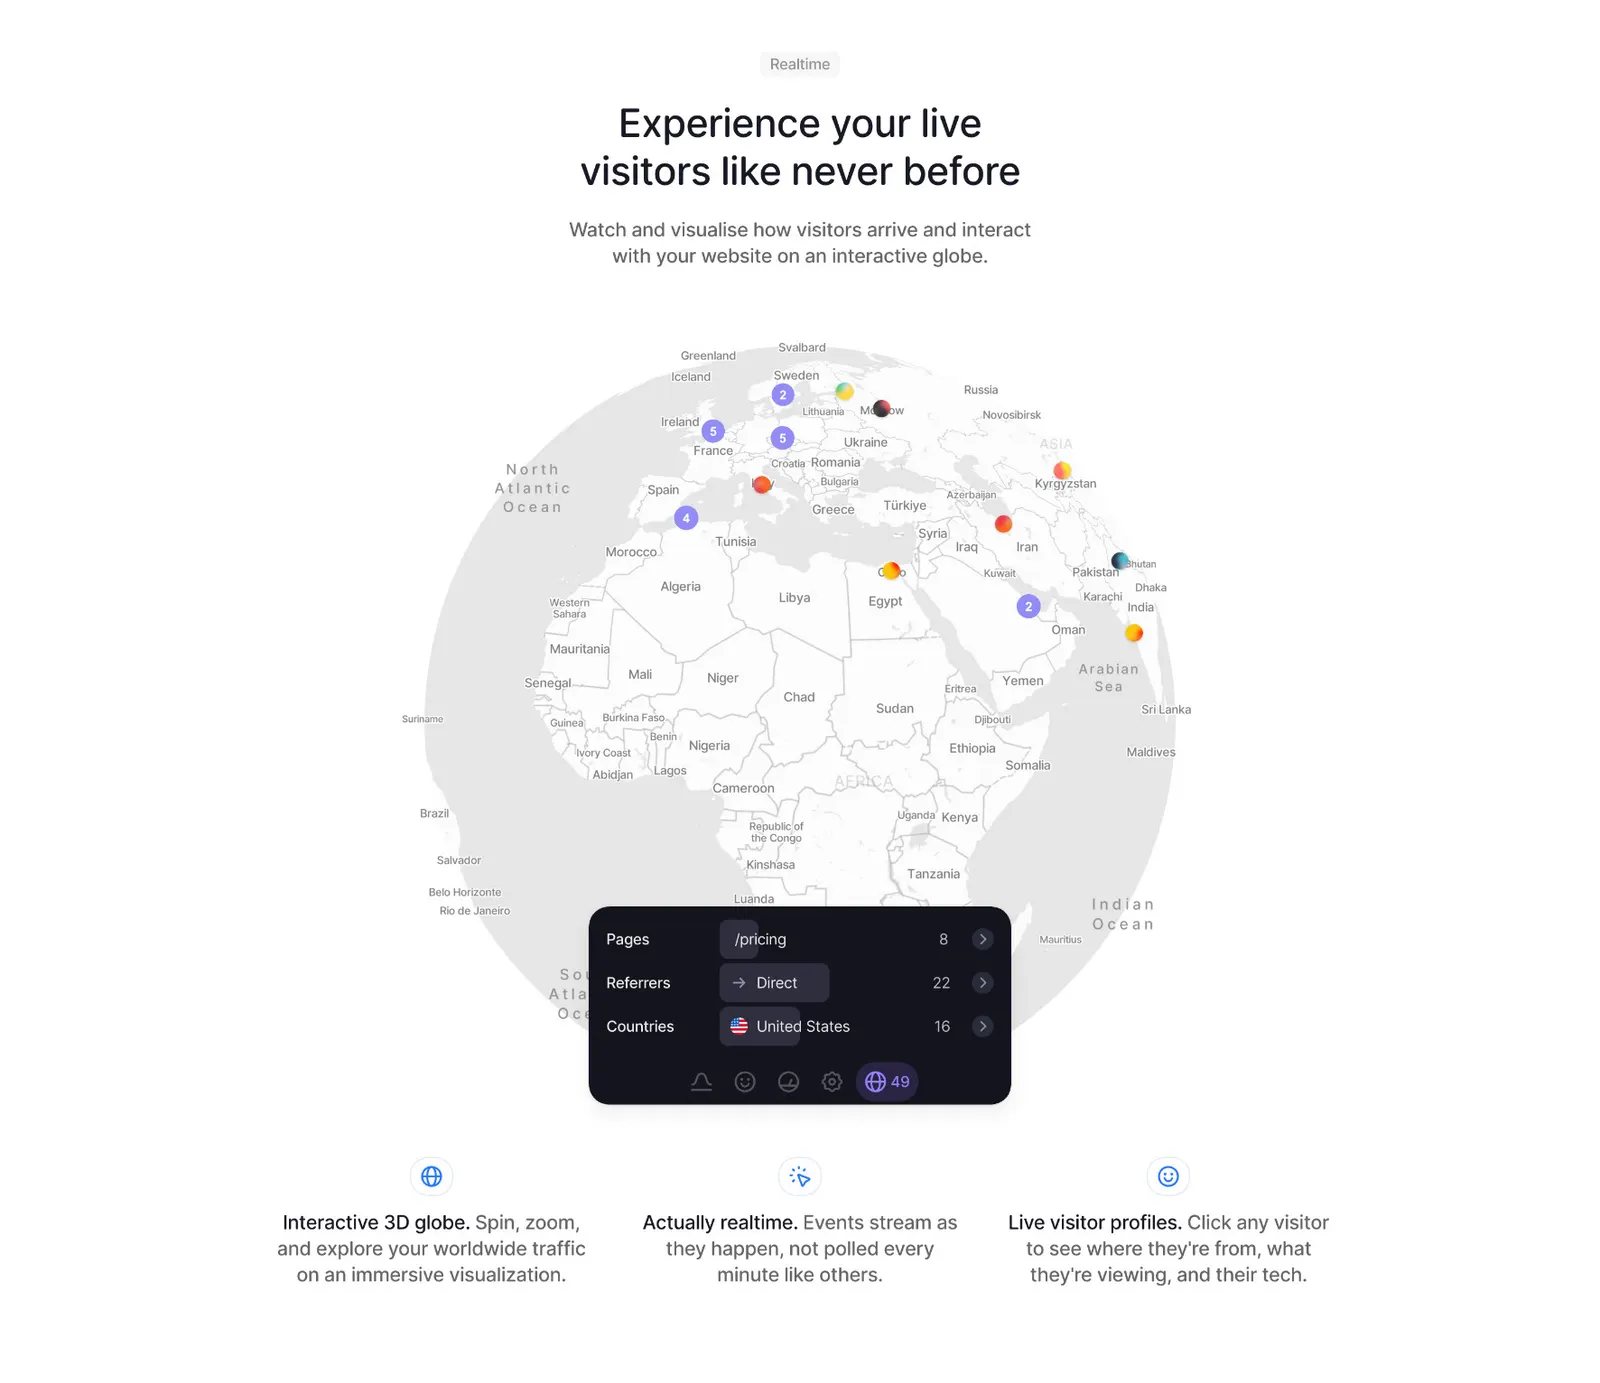 Realtime
Experience your live
visitors like never before
Watch and visualise how visitors arrive and interact
with your website on an interactive globe.
Svalbard
Greenland
Iceland
Sweden
2
Russia
Lithuania
Novosibirsk
Ireland
5
5
Ukraine
ASIA
France
Croatia
Romania
North
Atlantic
Ocean
Bulgaria
Kyrgyzstan
Spain
Azerbaijan
Türkiye
Greece
4
Syria
Tunisia
Iraq
Iran
Morocco
Bhutan
Kuwait
Pakistan
Algeria
Dhaka
Libya
Karachi
Egypt
Western
Sahara
2
India
Oman
Mauritania
Arabian
Sea
Mali
Niger
Yemen
Senegal
Eritrea
Chad
Sudan
Sri Lanka
Suriname
Guinea
Burkina Faso
Djibouti
Benin
Nigeria
Ethiopia
Ivory Coast
Maldives
Somalia
Abidjan
Lagos
AFRICA
Cameroon
Brazil
Uganda
Kenya
Republic of
the Congo
Salvador
Kinshasa
Tanzania
Belo Horizonte
Luanda
Rio de Janeiro
Indian
Ocean
Mauritius
Pages
/pricing
8
Referrers
Direct
22
Countries
United States
16
49
Interactive 3D globe. Spin, zoom,
and explore your worldwide traffic
on an immersive visualization.
Actually realtime. Events stream as
they happen, not polled every
minute like others.
Live visitor profiles. Click any visitor
to see where they're from, what
they're viewing, and their tech.